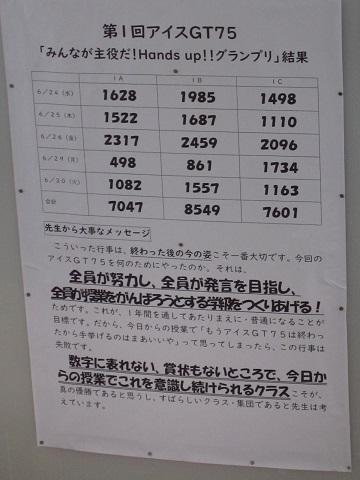 第1回アイスGT75
「みんなが主役だ!Hands up!!グランプリ」結果
1A 1B 1C
6/24(水) 1628 1985 1498
6/25(木) 1522 1687 1110
6/26(金) 2317 2459 2096
6/29(月) 498 861 1734
6/30(火) 1082 1557 1163
合計 7047 8549 7601
先生から大事なメッセージ
こういった行事は、終わった後の今の姿こそ一番大切です。今回の
アイスGT75を何のためにやったのか。それは、
全員が努力し、全員が発言を目指し、
全員が授業をがんばろうとする学級をつくりあげる!
ためです。これが、1年間を通してあたりまえに・普通になることが
目標です。だから、今日からの授業で「もうアイスGT75は終わっ
たから手挙げるのはまあいいや」って思ってしまったら、この行事は
失敗です。
数字に表れない、賞状もないところで、今日か
らの授業でこれを意識し続けられるクラスこそが、
真の優勝であると思うし、すばらしいクラス・集団であると先生は考
えています。